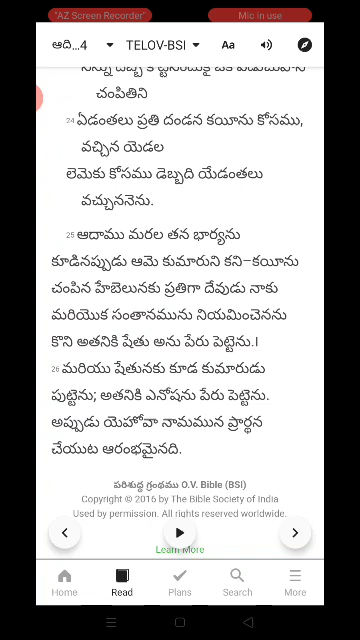 "AZ Screen Recorder" Mic in use
ఆది...4 TELOV-BSI Aa
చంపితిని
24 ఏడంతలు ప్రతి దండన కయీను కోసము,
వచ్చిన యెడల
లెమెకు కోసము డెబ్బది యేడంతలు
వచ్చుననెను.
25 ఆదాము మరల తన భార్యను
కూడినప్పుడు ఆమె కుమారుని కని–కయీను
చంపిన హేబెలునకు ప్రతిగా దేవుడు నాకు
మరియొక సంతానమును నియమించెనను
కొని అతనికి షేతు అను పేరు పెట్టెను.I
26 మరియు షేతునకు కూడ కుమారుడు
పుట్టెను; అతనికి ఎనోషను పేరు పెట్టెను.
అప్పుడు యెహోవా నామమున ప్రార్థన
చేయుట ఆరంభమైనది.
పరిశుద్ధ గ్రంథము O.V. Bible (BSI)
Copyright © 2016 by The Bible Society of India
Used by permission. All rights reserved worldwide.
Learn More
Home Read Plans Search More